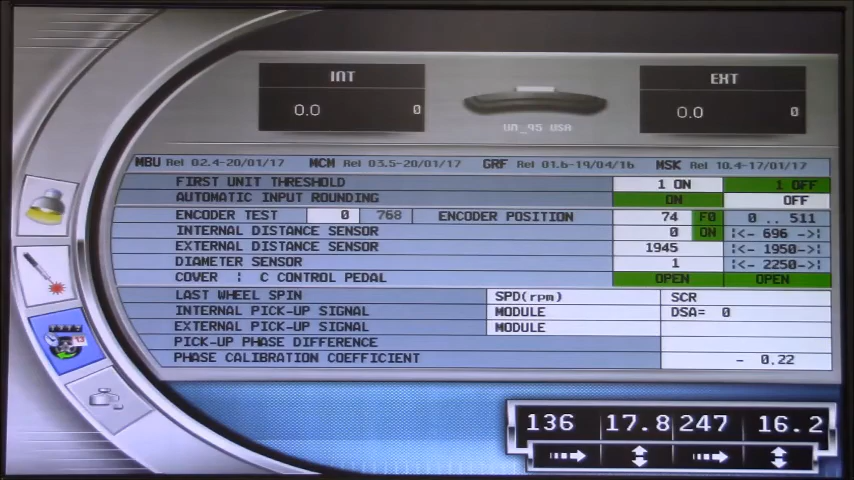 INT
EXT
0.0 0
0.0 0
UN_95 USA
MBU Rel 02.4-20/01/17 MCM Rel 03.5-20/01/17 GRF Rel 01.6-19/04/16 MSK Rel 10.4-17/01/17
FIRST UNIT THRESHOLD 1 ON 1 OFF
AUTOMATIC INPUT ROUNDING ON OFF
ENCODER TEST 0 768 ENCODER POSITION 74 F0 0 .. 511
INTERNAL DISTANCE SENSOR 0 ON |<- 696 ->|
EXTERNAL DISTANCE SENSOR 1945 |<- 1950->|
DIAMETER SENSOR 1 |<- 2250->|
COVER ¦ C CONTROL PEDAL OPEN OPEN
LAST WHEEL SPIN SPD(rpm) SCR
INTERNAL PICK-UP SIGNAL MODULE DSA= 0
EXTERNAL PICK-UP SIGNAL MODULE
PICK-UP PHASE DIFFERENCE
PHASE CALIBRATION COEFFICIENT - 0.22
136 17.8 247 16.2